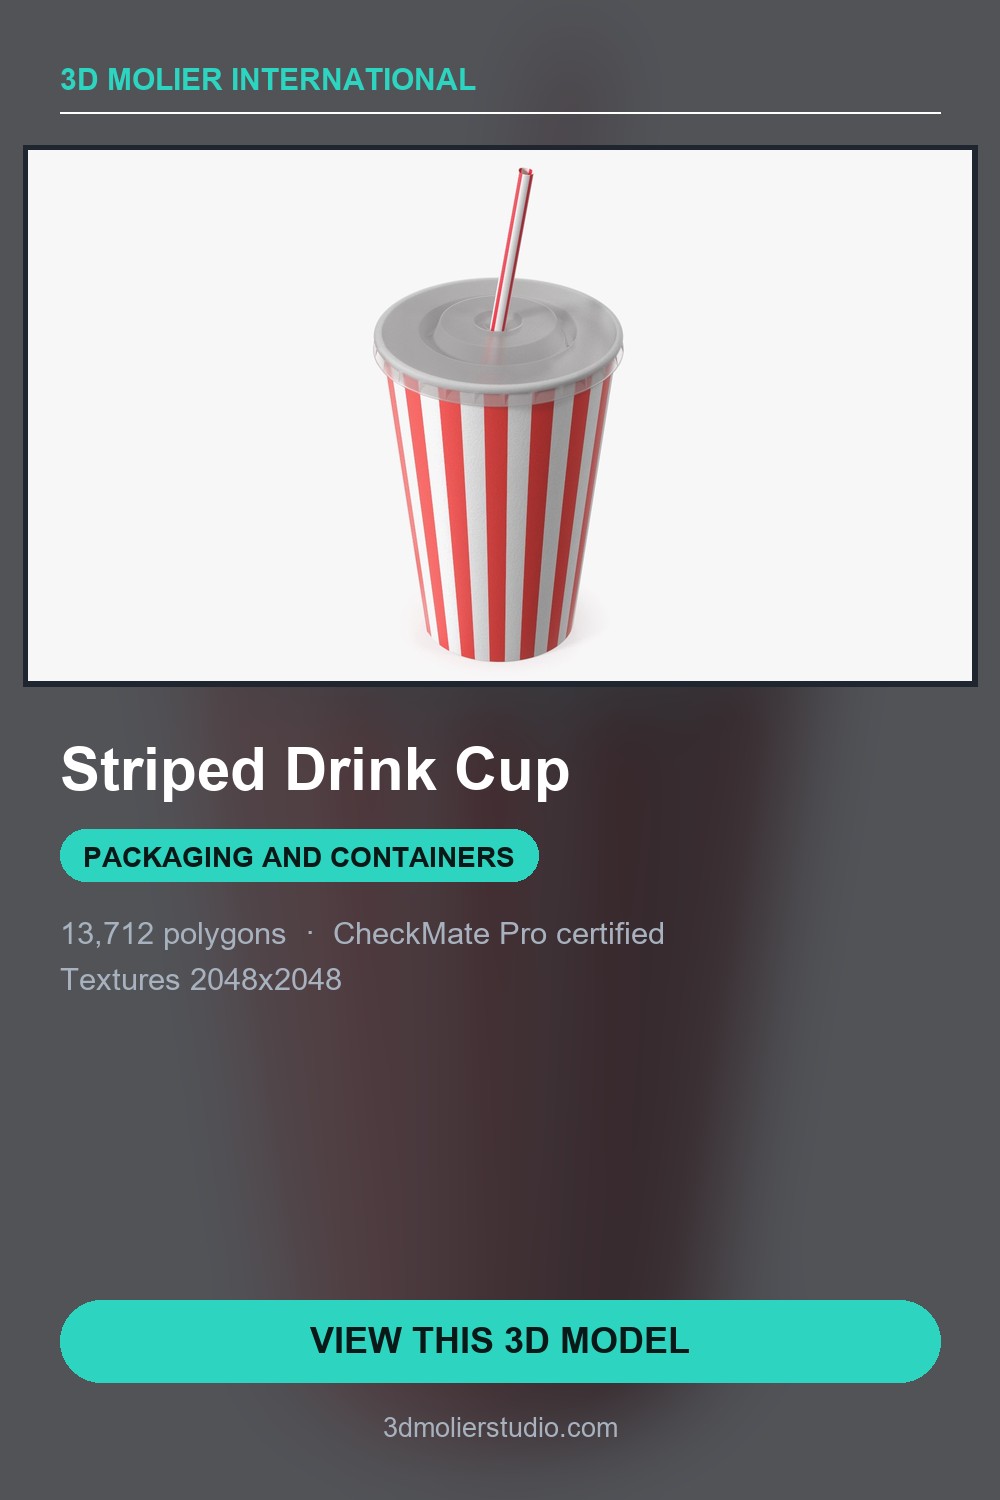 3D MOLIER INTERNATIONAL
Striped Drink Cup
PACKAGING AND CONTAINERS
13,712 polygons · CheckMate Pro certified
Textures 2048x2048
VIEW THIS 3D MODEL
3dmolierstudio.com